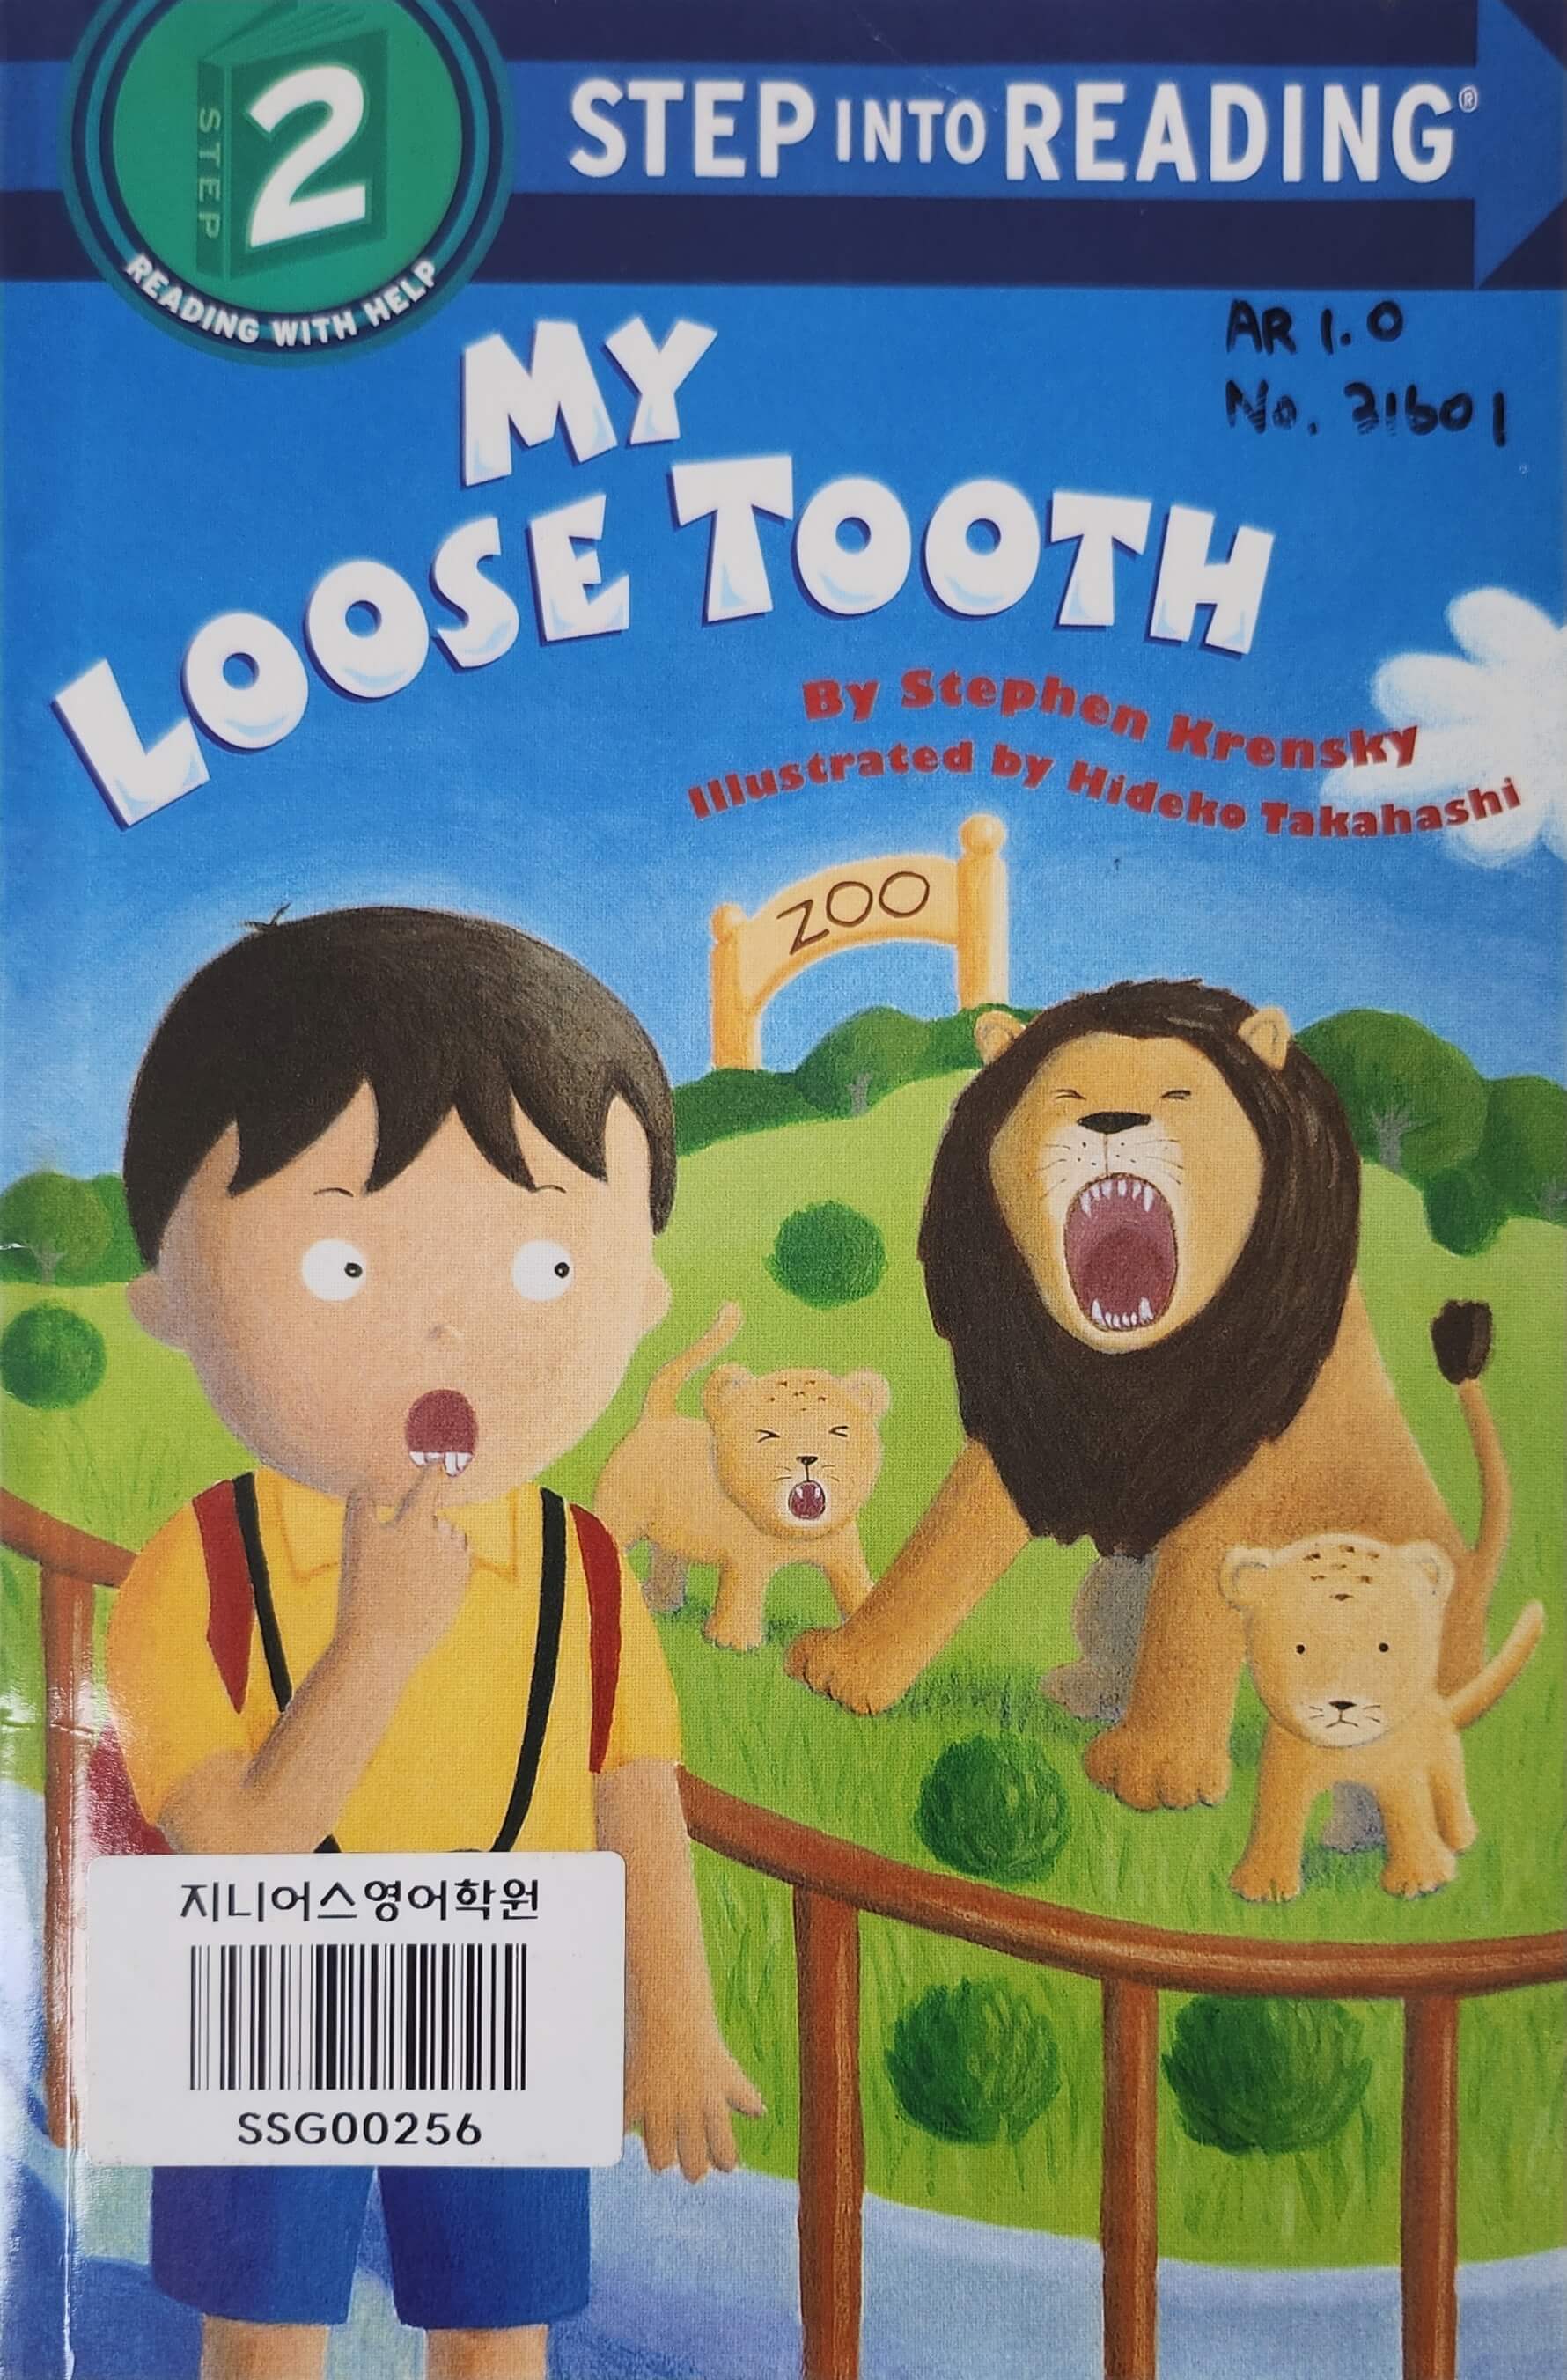 STEP 2
READING WITH HELP
STEP INTO READING®
AR 1.0
No. 31601
MY
LOOSE TOOTH
By Stephen Krensky
Illustrated by Hideko Takahashi
ZOO
지니어스영어학원
SSG00256